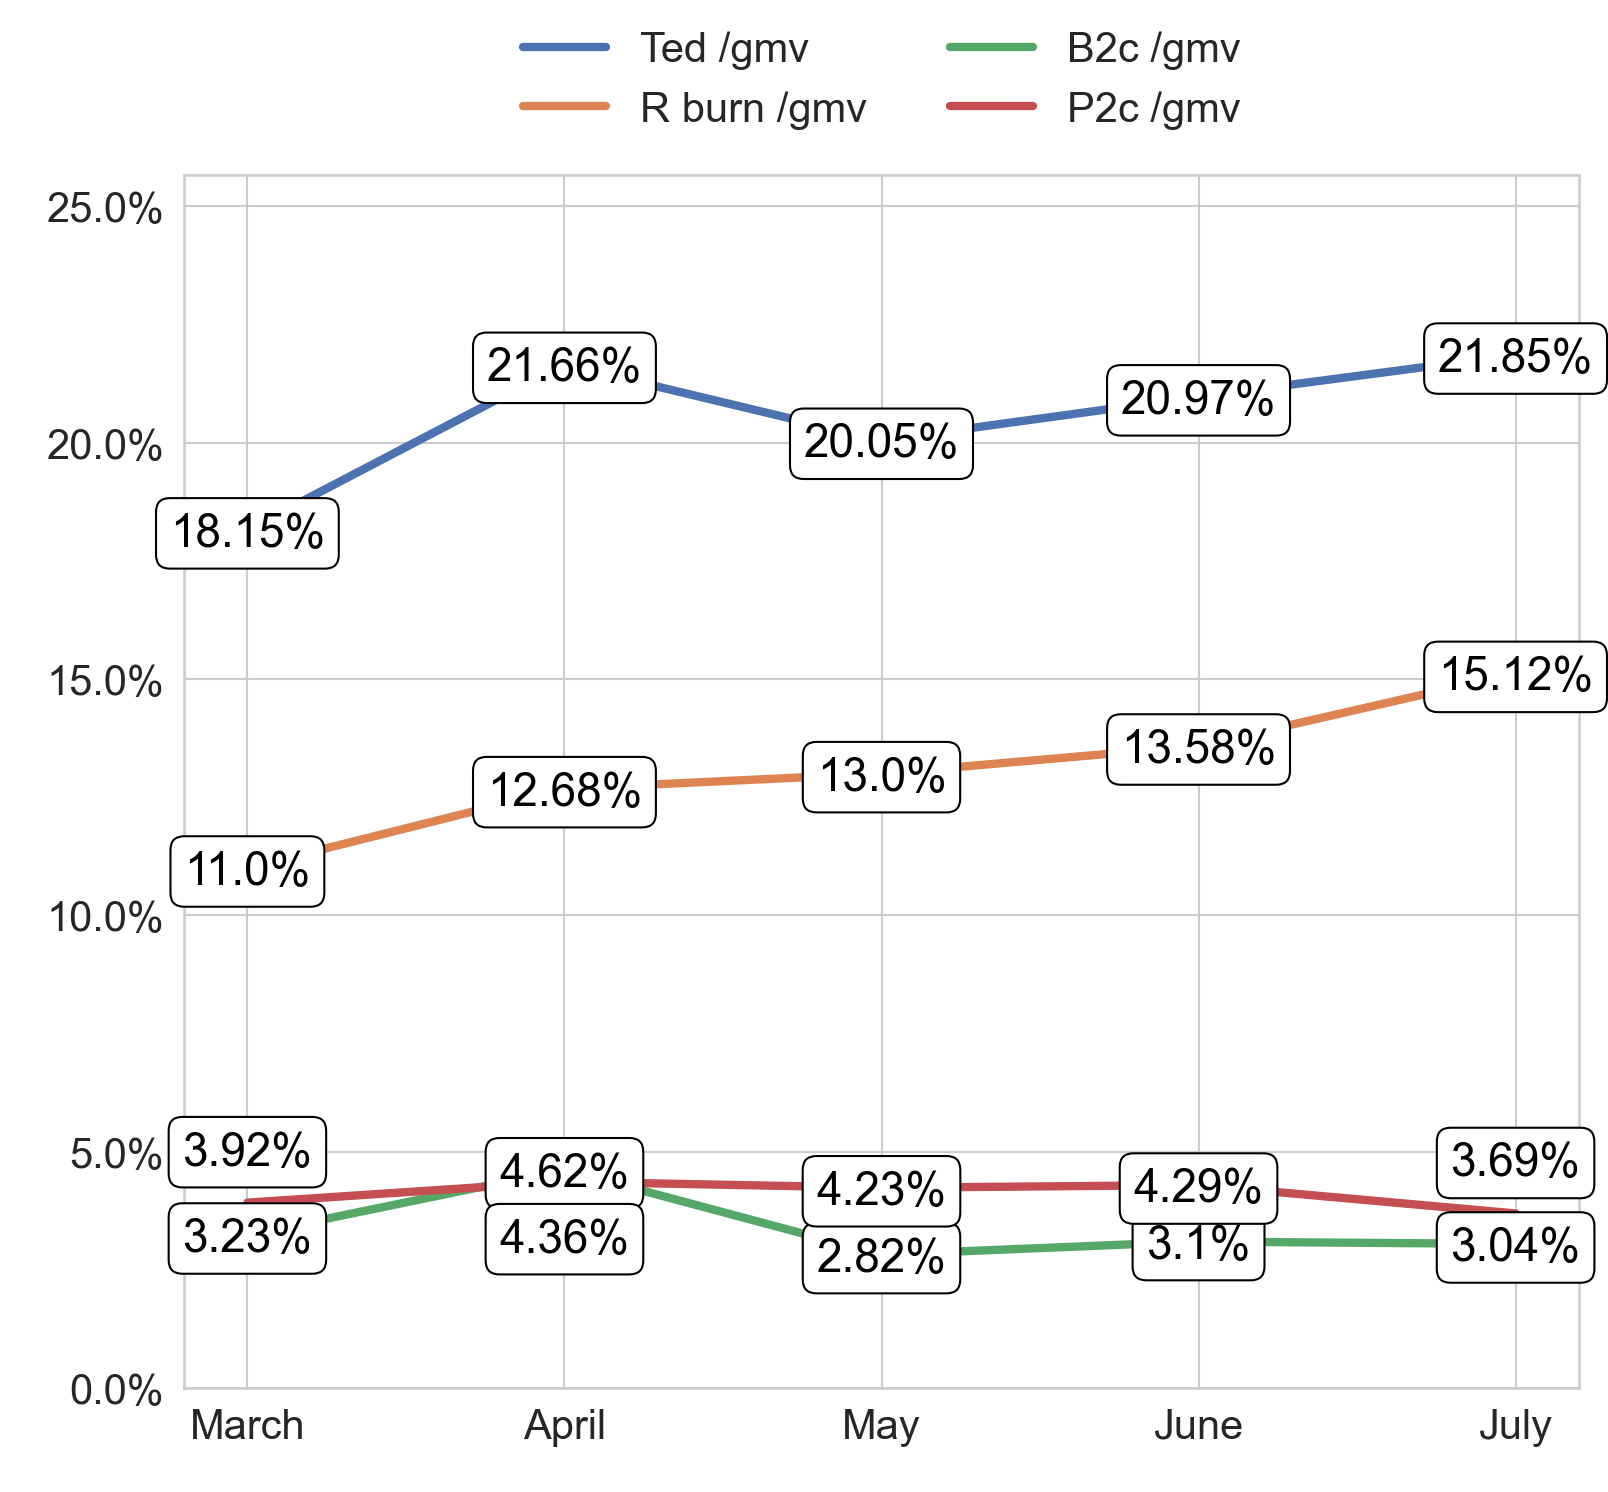 Ted /gmv
R burn /gmv
B2c /gmv
P2c /gmv
25.0%
20.0%
15.0%
10.0%
5.0%
0.0%
18.15%
21.66%
20.05%
20.97%
21.85%
11.0%
12.68%
13.0%
13.58%
15.12%
3.92%
4.62%
4.23%
4.29%
3.69%
3.23%
4.36%
2.82%
3.1%
3.04%
March
April
May
June
July